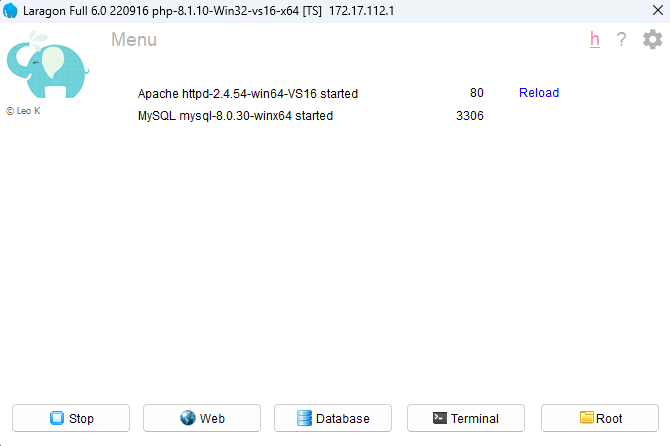 Laragon Full 6.0 220916 php-8.1.10-Win32-vs16-x64 [TS] 172.17.112.1
Menu h ?
Apache httpd-2.4.54-win64-VS16 started 80 Reload
© Leo K
MySQL mysql-8.0.30-winx64 started 3306
Stop Web Database Terminal Root